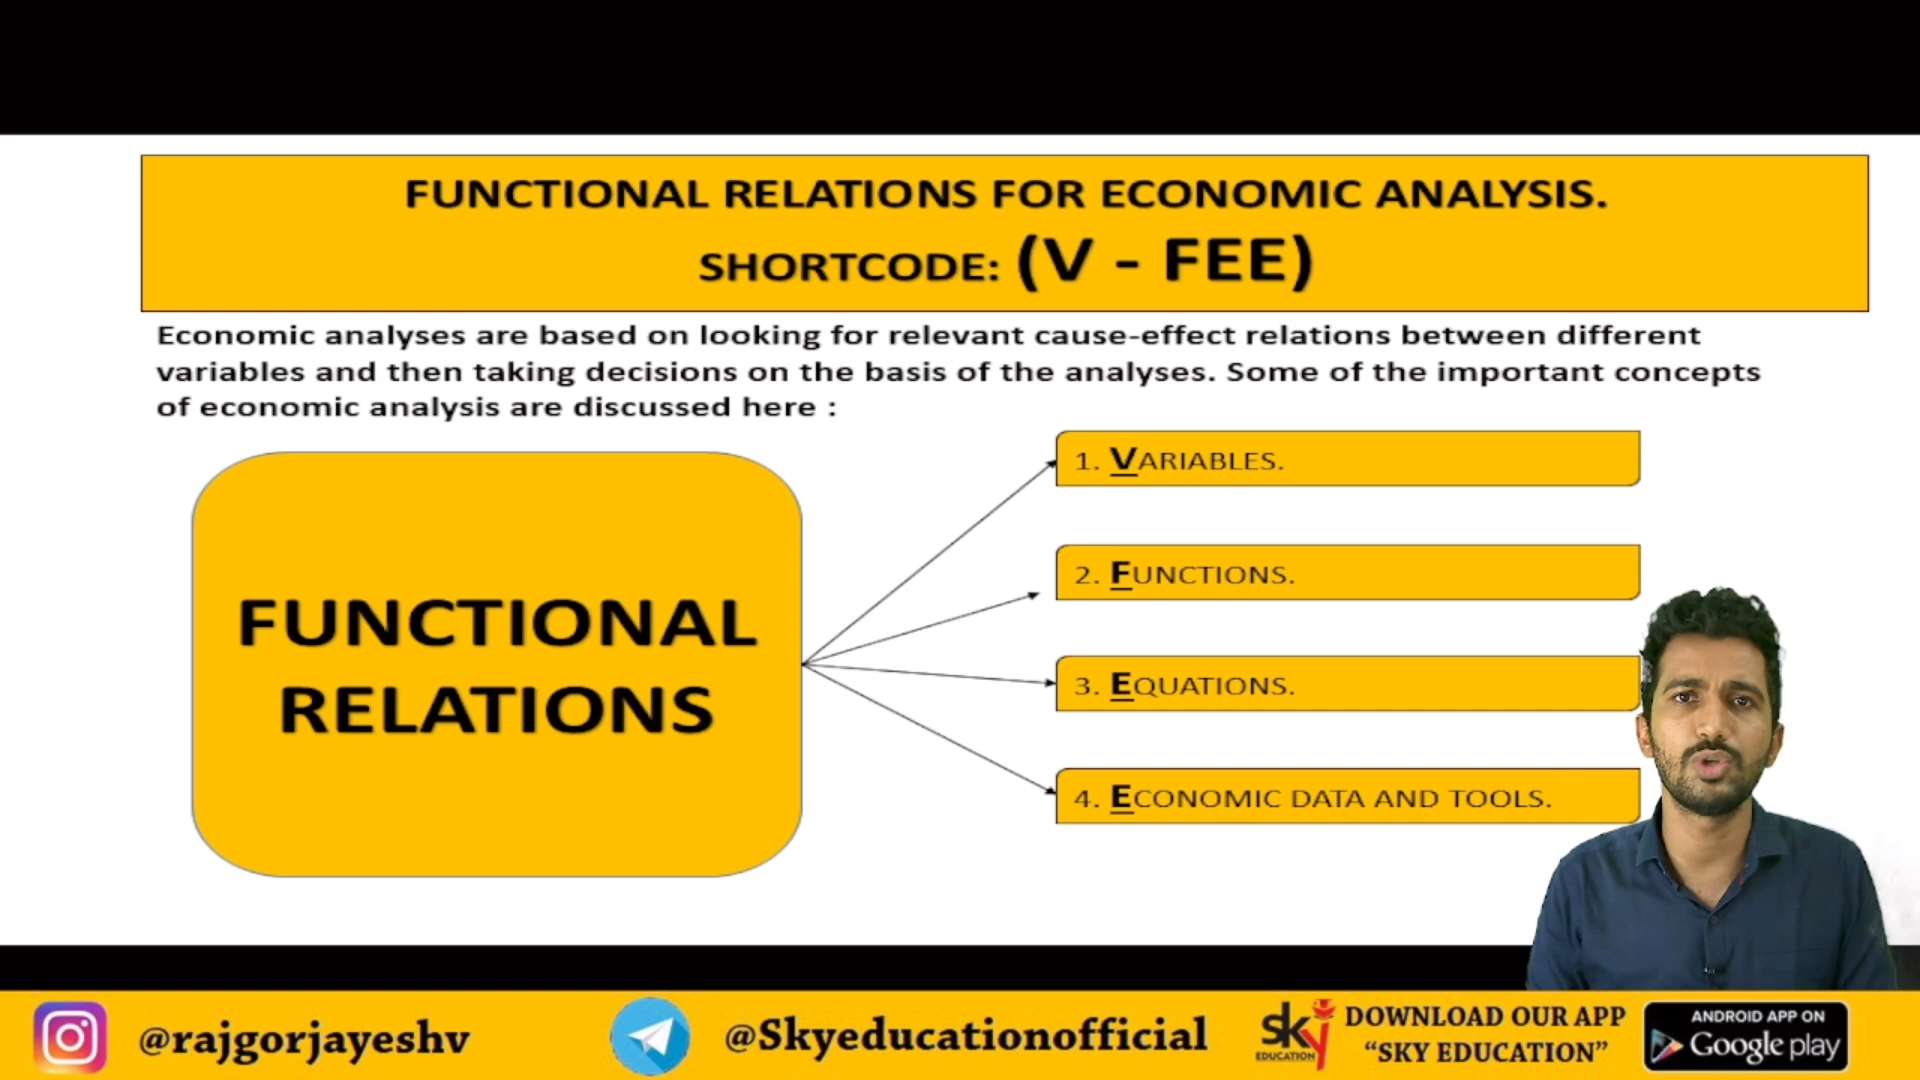 FUNCTIONAL RELATIONS FOR ECONOMIC ANALYSIS.
SHORTCODE: (V - FEE)
Economic analyses are based on looking for relevant cause-effect relations between different
variables and then taking decisions on the basis of the analyses. Some of the important concepts
of economic analysis are discussed here :
FUNCTIONAL
RELATIONS
1. VARIABLES.
2. FUNCTIONS.
3. EQUATIONS.
4. ECONOMIC DATA AND TOOLS.
@rajgorjayeshv
@Skyeducationofficial
sky
EDUCATION
DOWNLOAD OUR APP
“SKY EDUCATION”
ANDROID APP ON
Google play